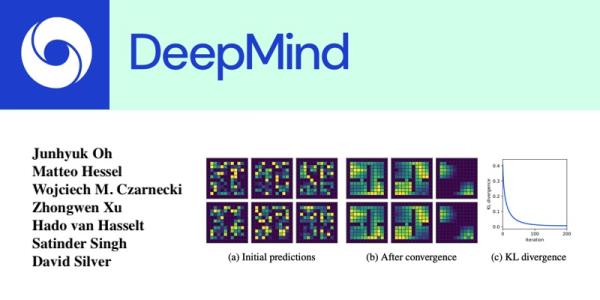 DeepMind
Junhyuk Oh
Matteo Hessel
Wojciech M. Czarnecki
Zhongwen Xu
Hado van Hasselt
Satinder Singh
David Silver
(a) Initial predictions
(b) After convergence
KL divergence
0.4
0.3
0.2
0.1
0.0
0
100
200
Iteration
(c) KL divergence